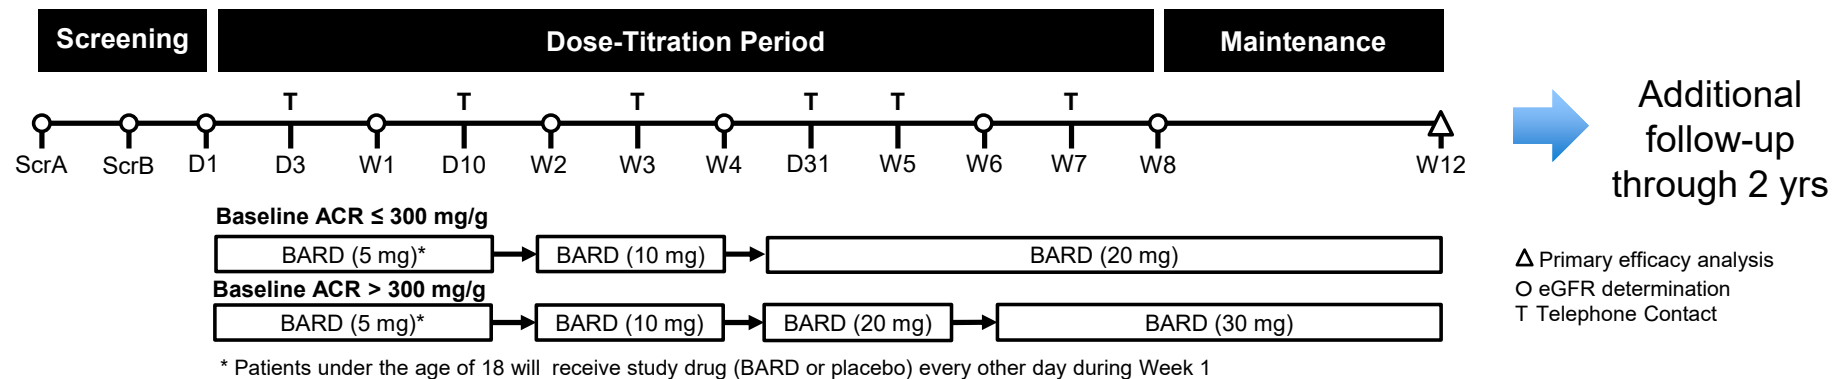 Screening Dose-Titration Period Maintenance
T T T T T T
ScrA ScrB D1 D3 W1 D10 W2 W3 W4 D31 W5 W6 W7 W8 W12
Additional
follow-up
through 2 yrs
Baseline ACR ≤ 300 mg/g
BARD (5 mg)* BARD (10 mg) BARD (20 mg)
Baseline ACR > 300 mg/g
BARD (5 mg)* BARD (10 mg) BARD (20 mg) BARD (30 mg)
* Patients under the age of 18 will receive study drug (BARD or placebo) every other day during Week 1
Primary efficacy analysis
eGFR determination
T Telephone Contact